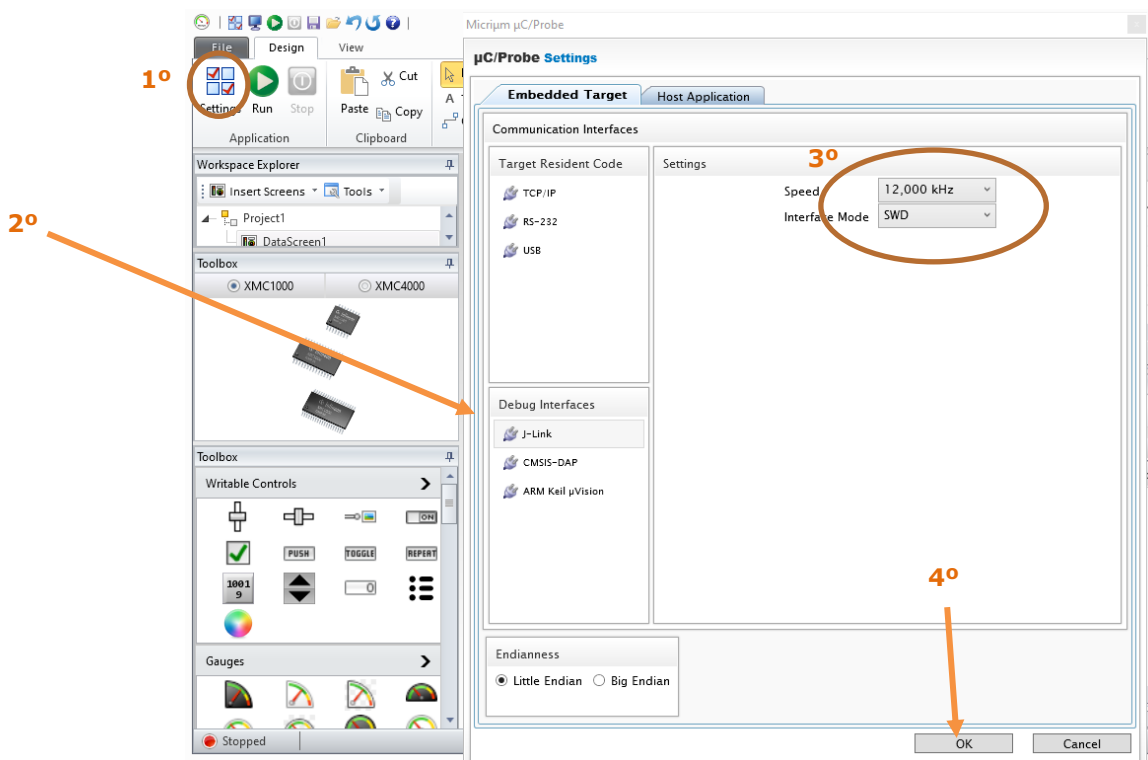 Micriµm µC/Probe
File Design View
µC/Probe Settings
1º
Settings Run Stop
Paste Cut
Copy
A
Application Clipboard
Embedded Target Host Application
Communication Interfaces
Workspace Explorer
Insert Screens Tools
Project1
DataScreen1
2º
Toolbox
XMC1000 XMC4000
Target Resident Code
TCP/IP
RS-232
USB
Settings
3º
Speed 12,000 kHz
Interface Mode SWD
Debug Interfaces
J-Link
CMSIS-DAP
ARM Keil µVision
Toolbox
Writable Controls
ON
PUSH TOGGLE REPEAT
1001
9
0
Gauges
4º
Endianness
Little Endian Big Endian
Stopped
OK Cancel